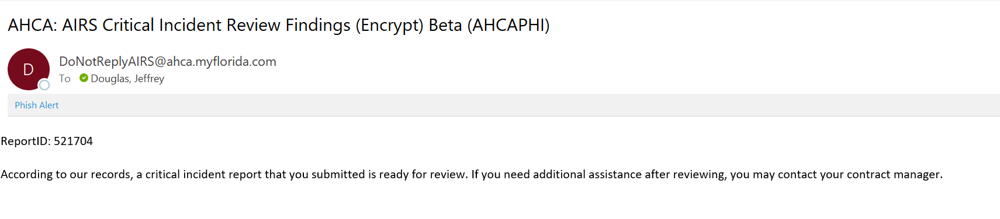 AHCA: AIRS Critical Incident Review Findings (Encrypt) Beta (AHCAPHI)
D
DoNotReplyAIRS@ahca.myflorida.com
To Douglas, Jeffrey
Phish Alert
ReportID: 521704
According to our records, a critical incident report that you submitted is ready for review. If you need additional assistance after reviewing, you may contact your contract manager.